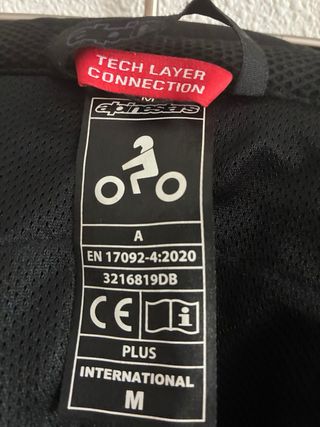 TECH LAYER
CONNECTION
M
alpinestars
A
EN 17092-4:2020
3216819DB
CE
i
PLUS
INTERNATIONAL
M